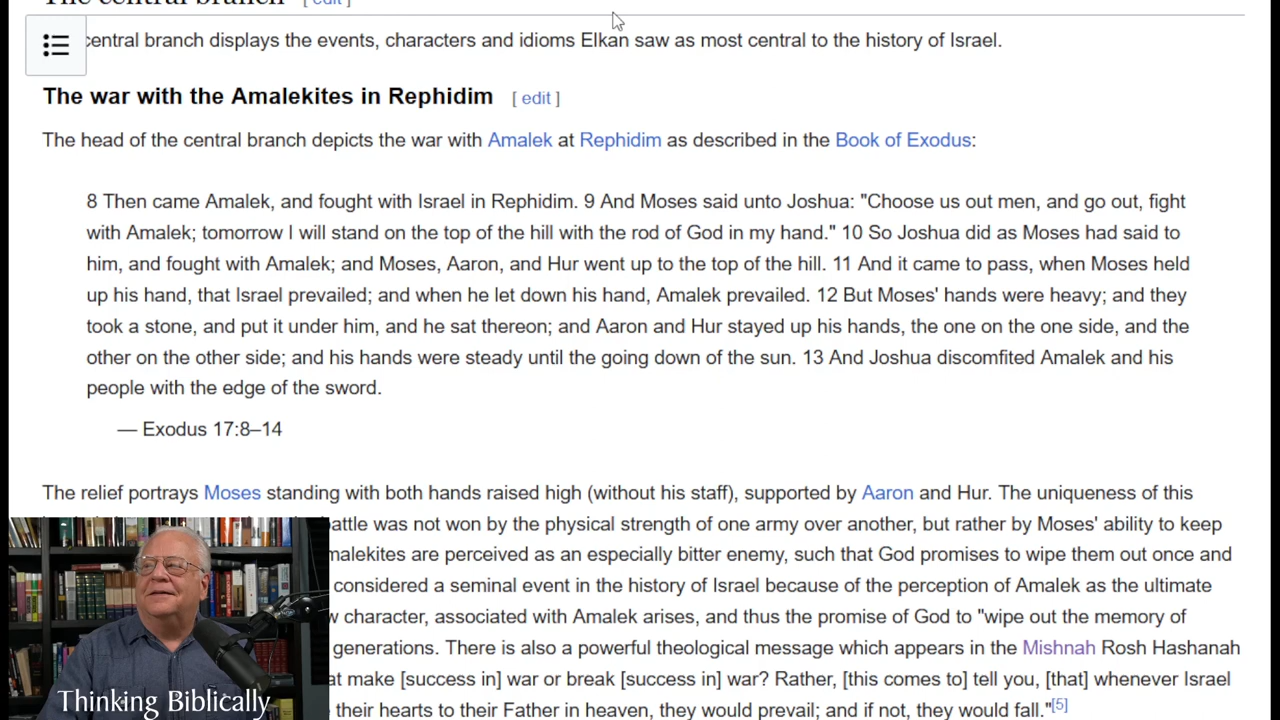 The central branch [ edit ]
central branch displays the events, characters and idioms Elkan saw as most central to the history of Israel.
The war with the Amalekites in Rephidim [ edit ]
The head of the central branch depicts the war with Amalek at Rephidim as described in the Book of Exodus:
8 Then came Amalek, and fought with Israel in Rephidim. 9 And Moses said unto Joshua: "Choose us out men, and go out, fight
with Amalek; tomorrow I will stand on the top of the hill with the rod of God in my hand." 10 So Joshua did as Moses had said to
him, and fought with Amalek; and Moses, Aaron, and Hur went up to the top of the hill. 11 And it came to pass, when Moses held
up his hand, that Israel prevailed; and when he let down his hand, Amalek prevailed. 12 But Moses' hands were heavy; and they
took a stone, and put it under him, and he sat thereon; and Aaron and Hur stayed up his hands, the one on the one side, and the
other on the other side; and his hands were steady until the going down of the sun. 13 And Joshua discomfited Amalek and his
people with the edge of the sword.
— Exodus 17:8–14
The relief portrays Moses standing with both hands raised high (without his staff), supported by Aaron and Hur. The uniqueness of this
attle was not won by the physical strength of one army over another, but rather by Moses' ability to keep
malekites are perceived as an especially bitter enemy, such that God promises to wipe them out once and
considered a seminal event in the history of Israel because of the perception of Amalek as the ultimate
w character, associated with Amalek arises, and thus the promise of God to "wipe out the memory of
generations. There is also a powerful theological message which appears in the Mishnah Rosh Hashanah
at make [success in] war or break [success in] war? Rather, [this comes to] tell you, [that] whenever Israel
their hearts to their Father in heaven, they would prevail; and if not, they would fall."[5]
Thinking Biblically